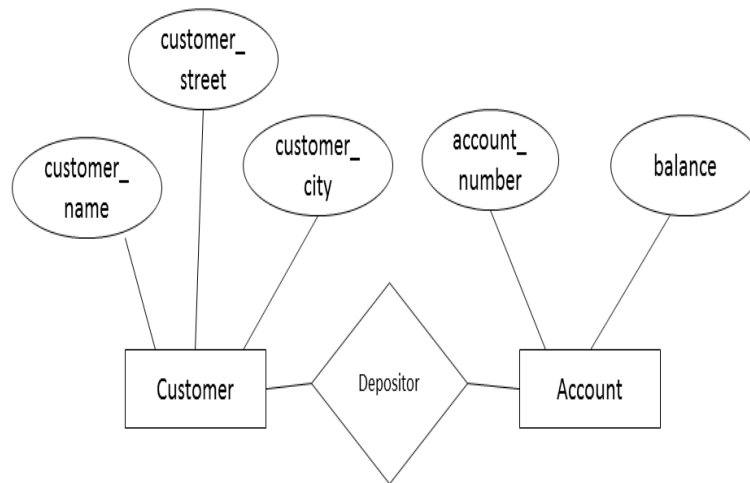 customer_
street
customer_
name
customer_
city
account_
number
balance
Customer
Depositor
Account